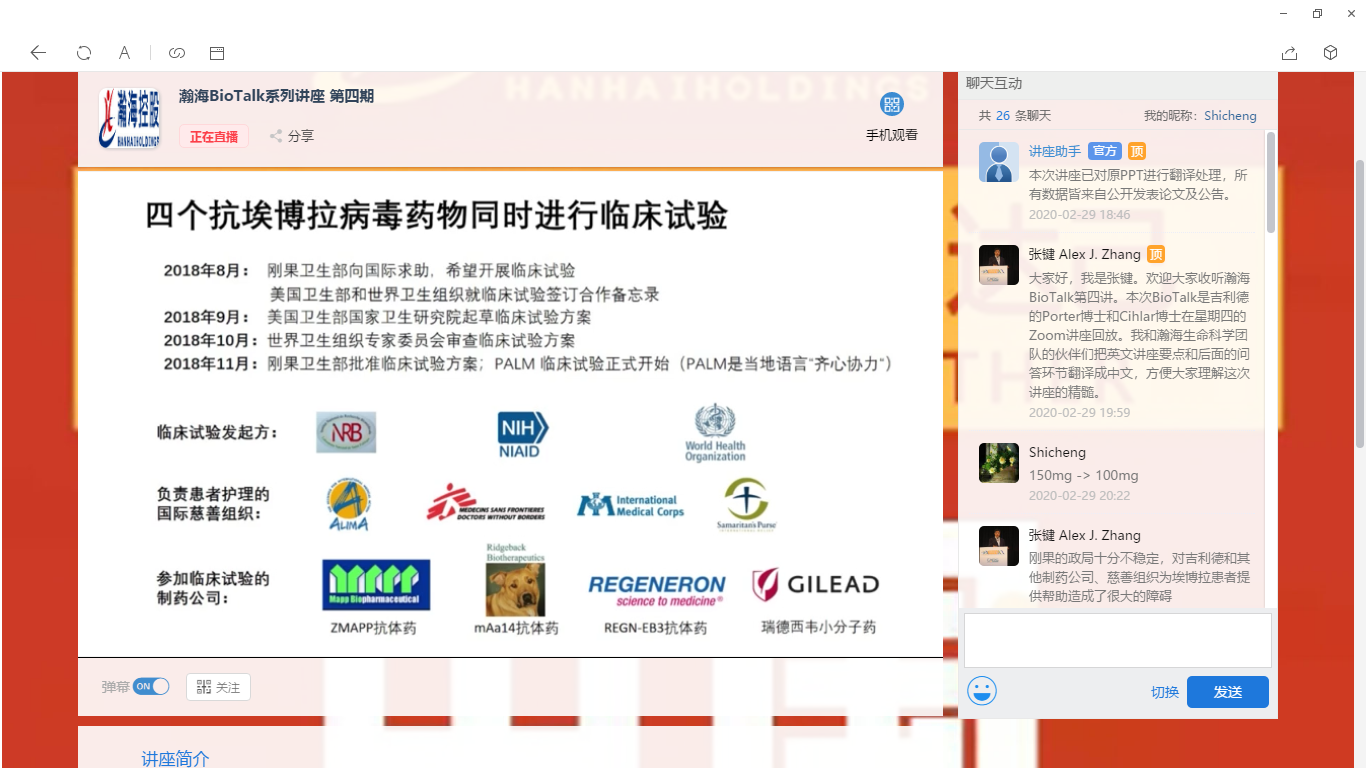 HANHAIHOLDINGS
瀚海控股
HANHAIHOLDINGS
瀚海BioTalk系列讲座 第四期
正在直播
分享
手机观看
四个抗埃博拉病毒药物同时进行临床试验
2018年8月： 刚果卫生部向国际求助，希望开展临床试验
美国卫生部和世界卫生组织就临床试验签订合作备忘录
2018年9月： 美国卫生部国家卫生研究院起草临床试验方案
2018年10月：世界卫生组织专家委员会审查临床试验方案
2018年11月：刚果卫生部批准临床试验方案；PALM 临床试验正式开始（PALM是当地语言“齐心协力”）
临床试验发起方：
NRB
NIH
NIAID
World Health
Organization
负责患者护理的
国际慈善组织：
ALIMA
MEDECINS SANS FRONTIERES
DOCTORS WITHOUT BORDERS
International
Medical Corps
Samaritan's Purse
参加临床试验的
制药公司：
Mapp Biopharmaceutical
Ridgeback
Biotherapeutics
REGENERON
science to medicine®
GILEAD
ZMAPP抗体药
mAa14抗体药
REGN-EB3抗体药
瑞德西韦小分子药
弹幕
ON
关注
讲座简介
聊天互动
共 26 条聊天
我的昵称： Shicheng
讲座助手 官方 顶
本次讲座已对原PPT进行翻译处理，所
有数据皆来自公开发表论文及公告。
2020-02-29 18:46
张键 Alex J. Zhang 顶
大家好，我是张键。欢迎大家收听瀚海
BioTalk第四讲。本次BioTalk是吉利德
的Porter博士和Cihlar博士在星期四的
Zoom讲座回放。我和瀚海生命科学团
队的伙伴们把英文讲座要点和后面的问
答环节翻译成中文，方便大家理解这次
讲座的精髓。
2020-02-29 19:59
Shicheng
150mg -> 100mg
2020-02-29 20:22
张键 Alex J. Zhang
刚果的政局十分不稳定，对吉利德和其
他制药公司、慈善组织为埃博拉患者提
供帮助造成了很大的障碍
切换
发送